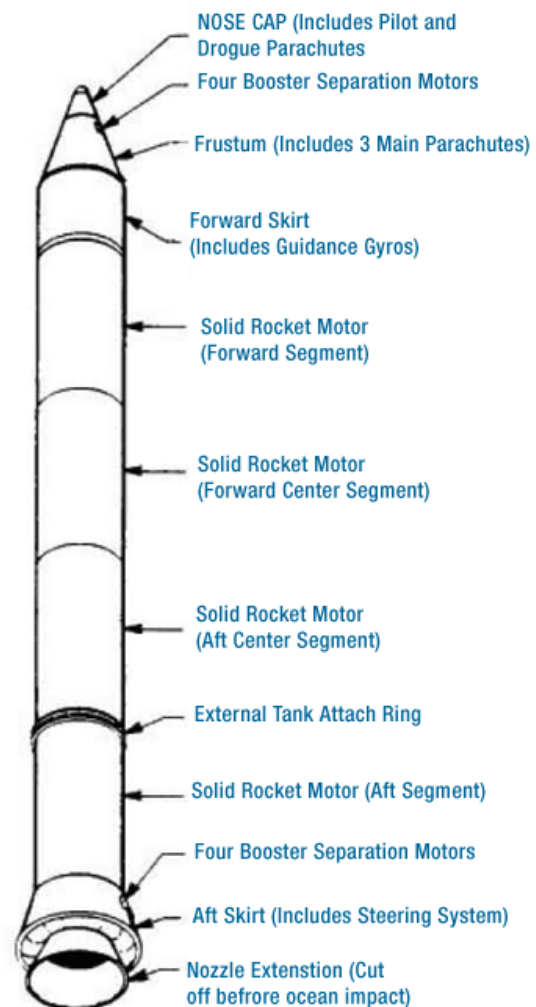 NOSE CAP (Includes Pilot and
Drogue Parachutes
Four Booster Separation Motors
Frustum (Includes 3 Main Parachutes)
Forward Skirt
(Includes Guidance Gyros)
Solid Rocket Motor
(Forward Segment)
Solid Rocket Motor
(Forward Center Segment)
Solid Rocket Motor
(Aft Center Segment)
External Tank Attach Ring
Solid Rocket Motor (Aft Segment)
Four Booster Separation Motors
Aft Skirt (Includes Steering System)
Nozzle Extenstion (Cut
off befrore ocean impact)